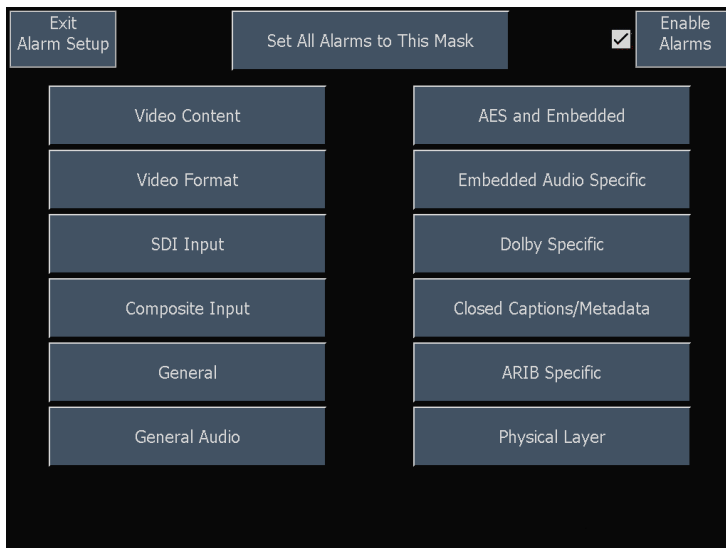 Exit
Alarm Setup
Set All Alarms to This Mask
Enable
Alarms
Video Content
AES and Embedded
Video Format
Embedded Audio Specific
SDI Input
Dolby Specific
Composite Input
Closed Captions/Metadata
General
ARIB Specific
General Audio
Physical Layer